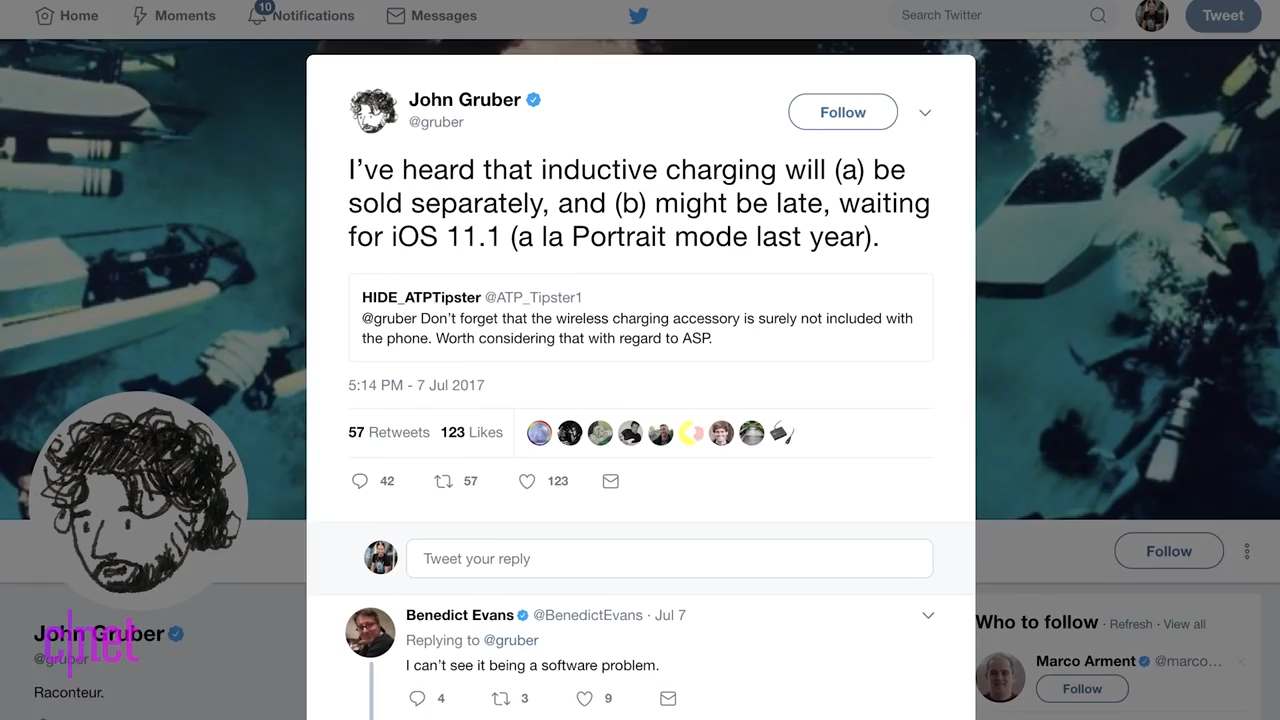 Home
Moments
10
Notifications
Messages
Search Twitter
Tweet
John Gruber
@gruber
Follow
I’ve heard that inductive charging will (a) be
sold separately, and (b) might be late, waiting
for iOS 11.1 (a la Portrait mode last year).
HIDE_ATPTipster @ATP_Tipster1
@gruber Don’t forget that the wireless charging accessory is surely not included with
the phone. Worth considering that with regard to ASP.
5:14 PM - 7 Jul 2017
57 Retweets 123 Likes
42 57 123
Tweet your reply
Benedict Evans @BenedictEvans · Jul 7
Replying to @gruber
I can’t see it being a software problem.
4 3 9
John Gruber
@gruber
c|net
Raconteur.
Follow
Who to follow · Refresh · View all
Marco Arment @marco...
Follow